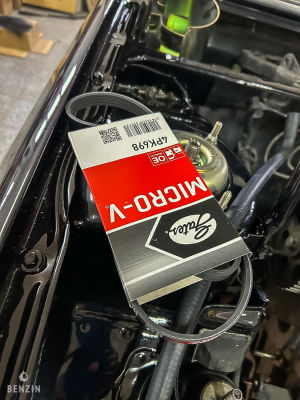 4PK698
OE
MICRO-V
Gates
BENZIN